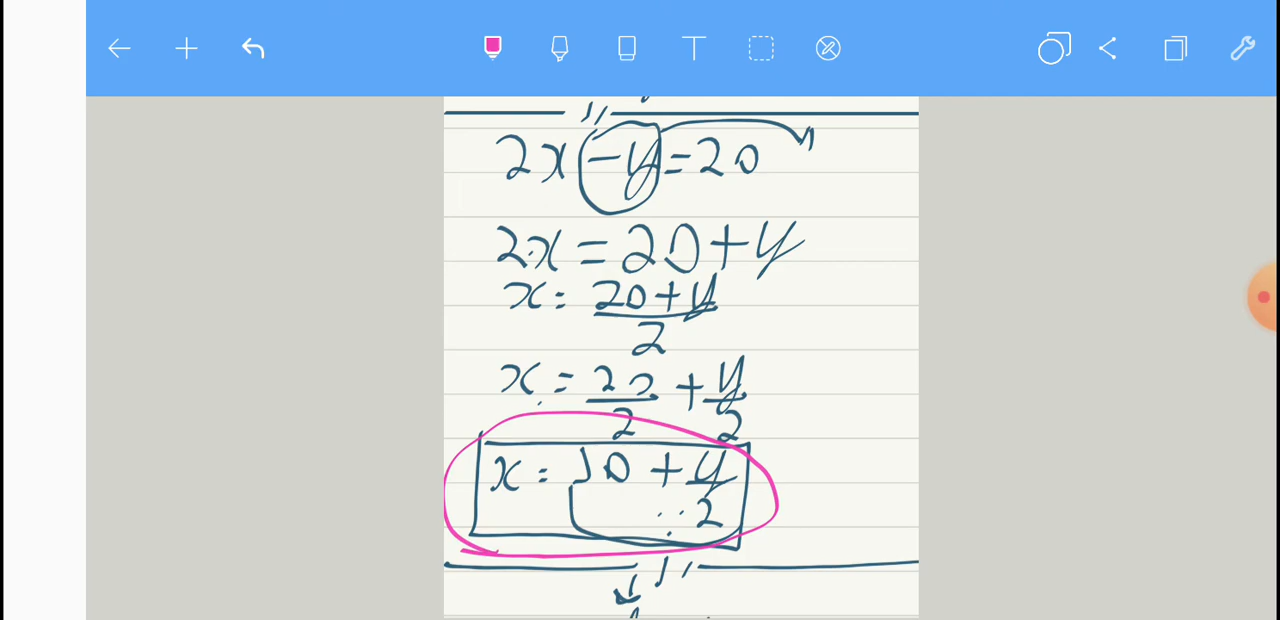 2x - y = 20
2x = 20 + y
x = 20 + y
2
x = 20 + y
2 2
x = 10 + y
2